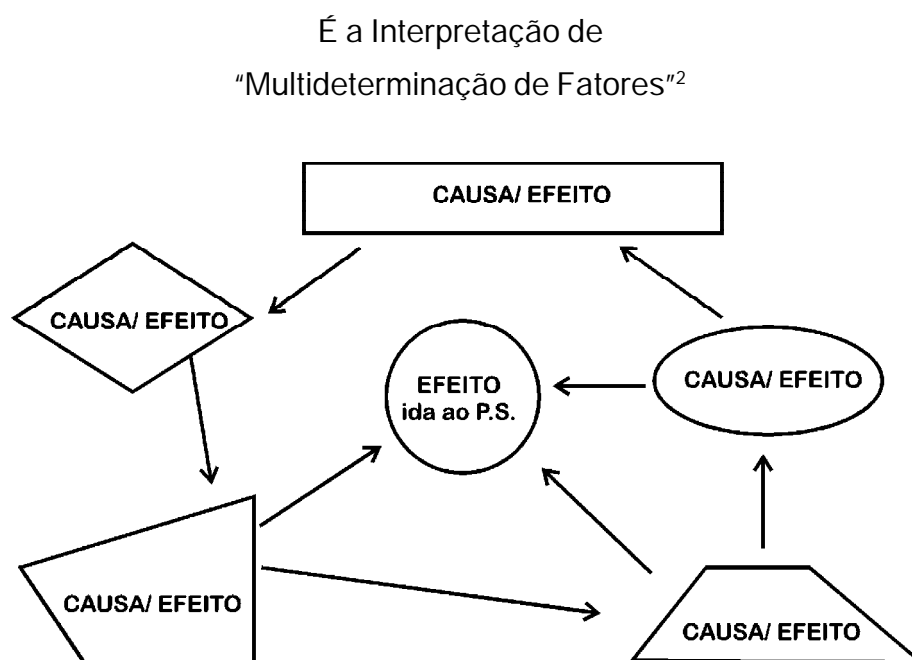 É a Interpretação de
“Multideterminação de Fatores”²
CAUSA/ EFEITO
CAUSA/ EFEITO
EFEITO
ida ao P.S.
CAUSA/ EFEITO
CAUSA/ EFEITO
CAUSA/ EFEITO